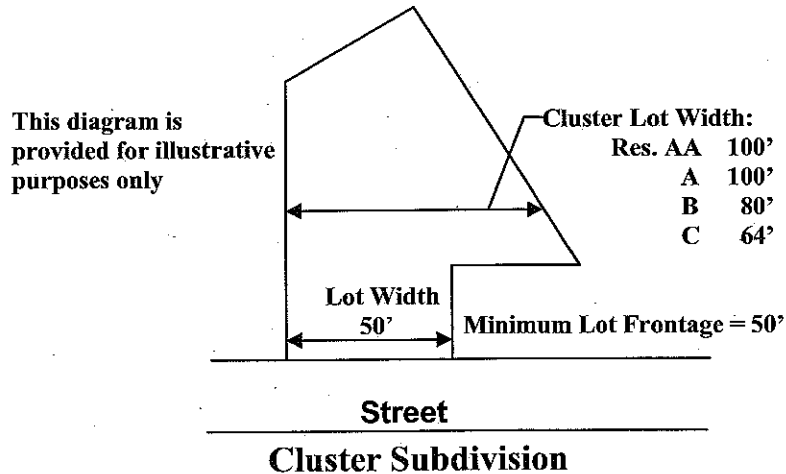 This diagram is
provided for illustrative
purposes only
Cluster Lot Width:
Res. AA 100’
A 100’
B 80’
C 64’
Lot Width
50’
Minimum Lot Frontage = 50’
Street
Cluster Subdivision